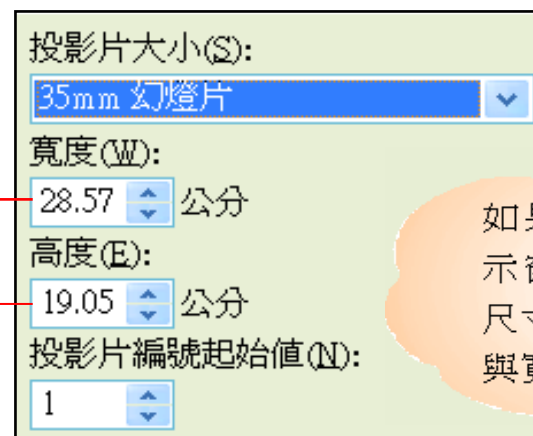 投影片大小(S):
35mm 幻燈片
寬度(W):
28.57 公分
高度(E):
19.05 公分
投影片編號起始值(N):
1
如
示
尺
與